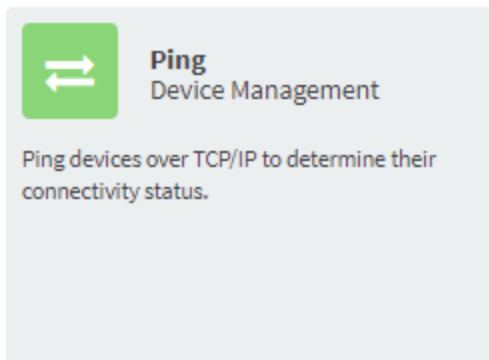 Ping
Device Management
Ping devices over TCP/IP to determine their
connectivity status.